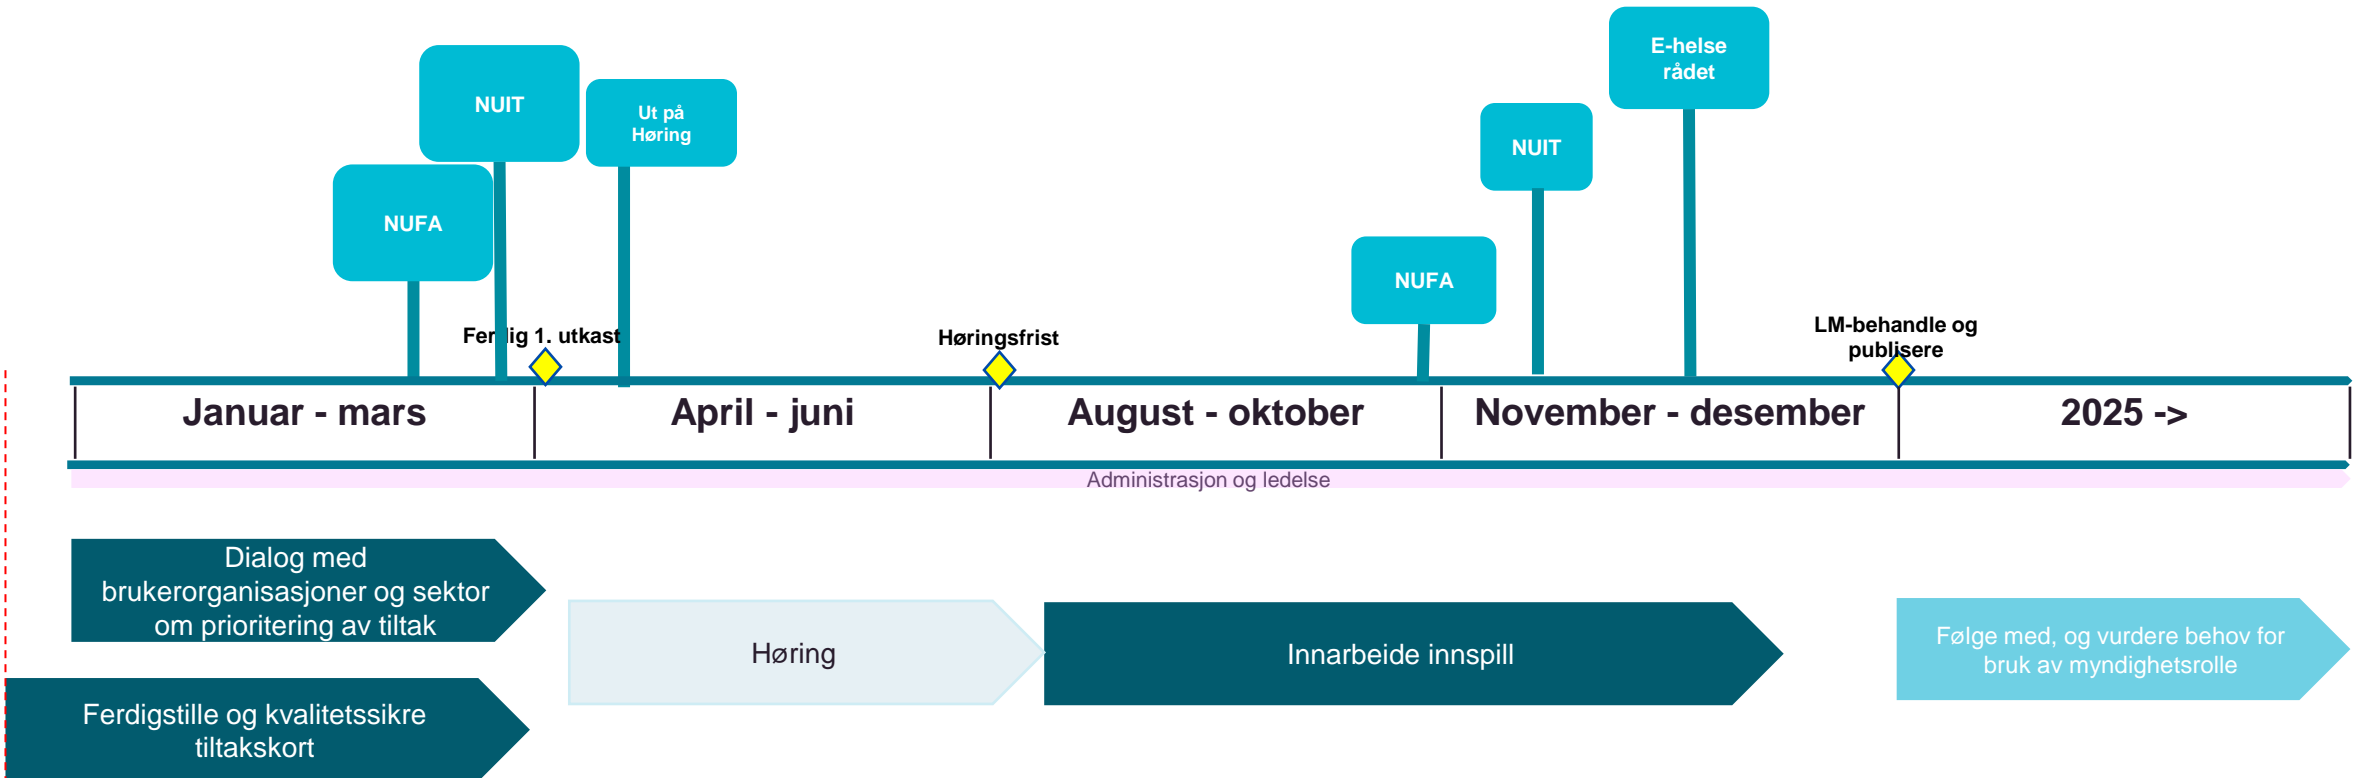 E-helse
rådet
NUIT
Ut på
Høring
NUIT
NUFA
NUFA
Ferdig 1. utkast
Høringsfrist
LM-behandle og
publisere
Januar - mars
April - juni
August - oktober
November - desember
2025 ->
Administrasjon og ledelse
Dialog med
brukerorganisasjoner og sektor
om prioritering av tiltak
Høring
Innarbeide innspill
Følge med, og vurdere behov for
bruk av myndighetsrolle
Ferdigstille og kvalitetssikre
tiltakskort